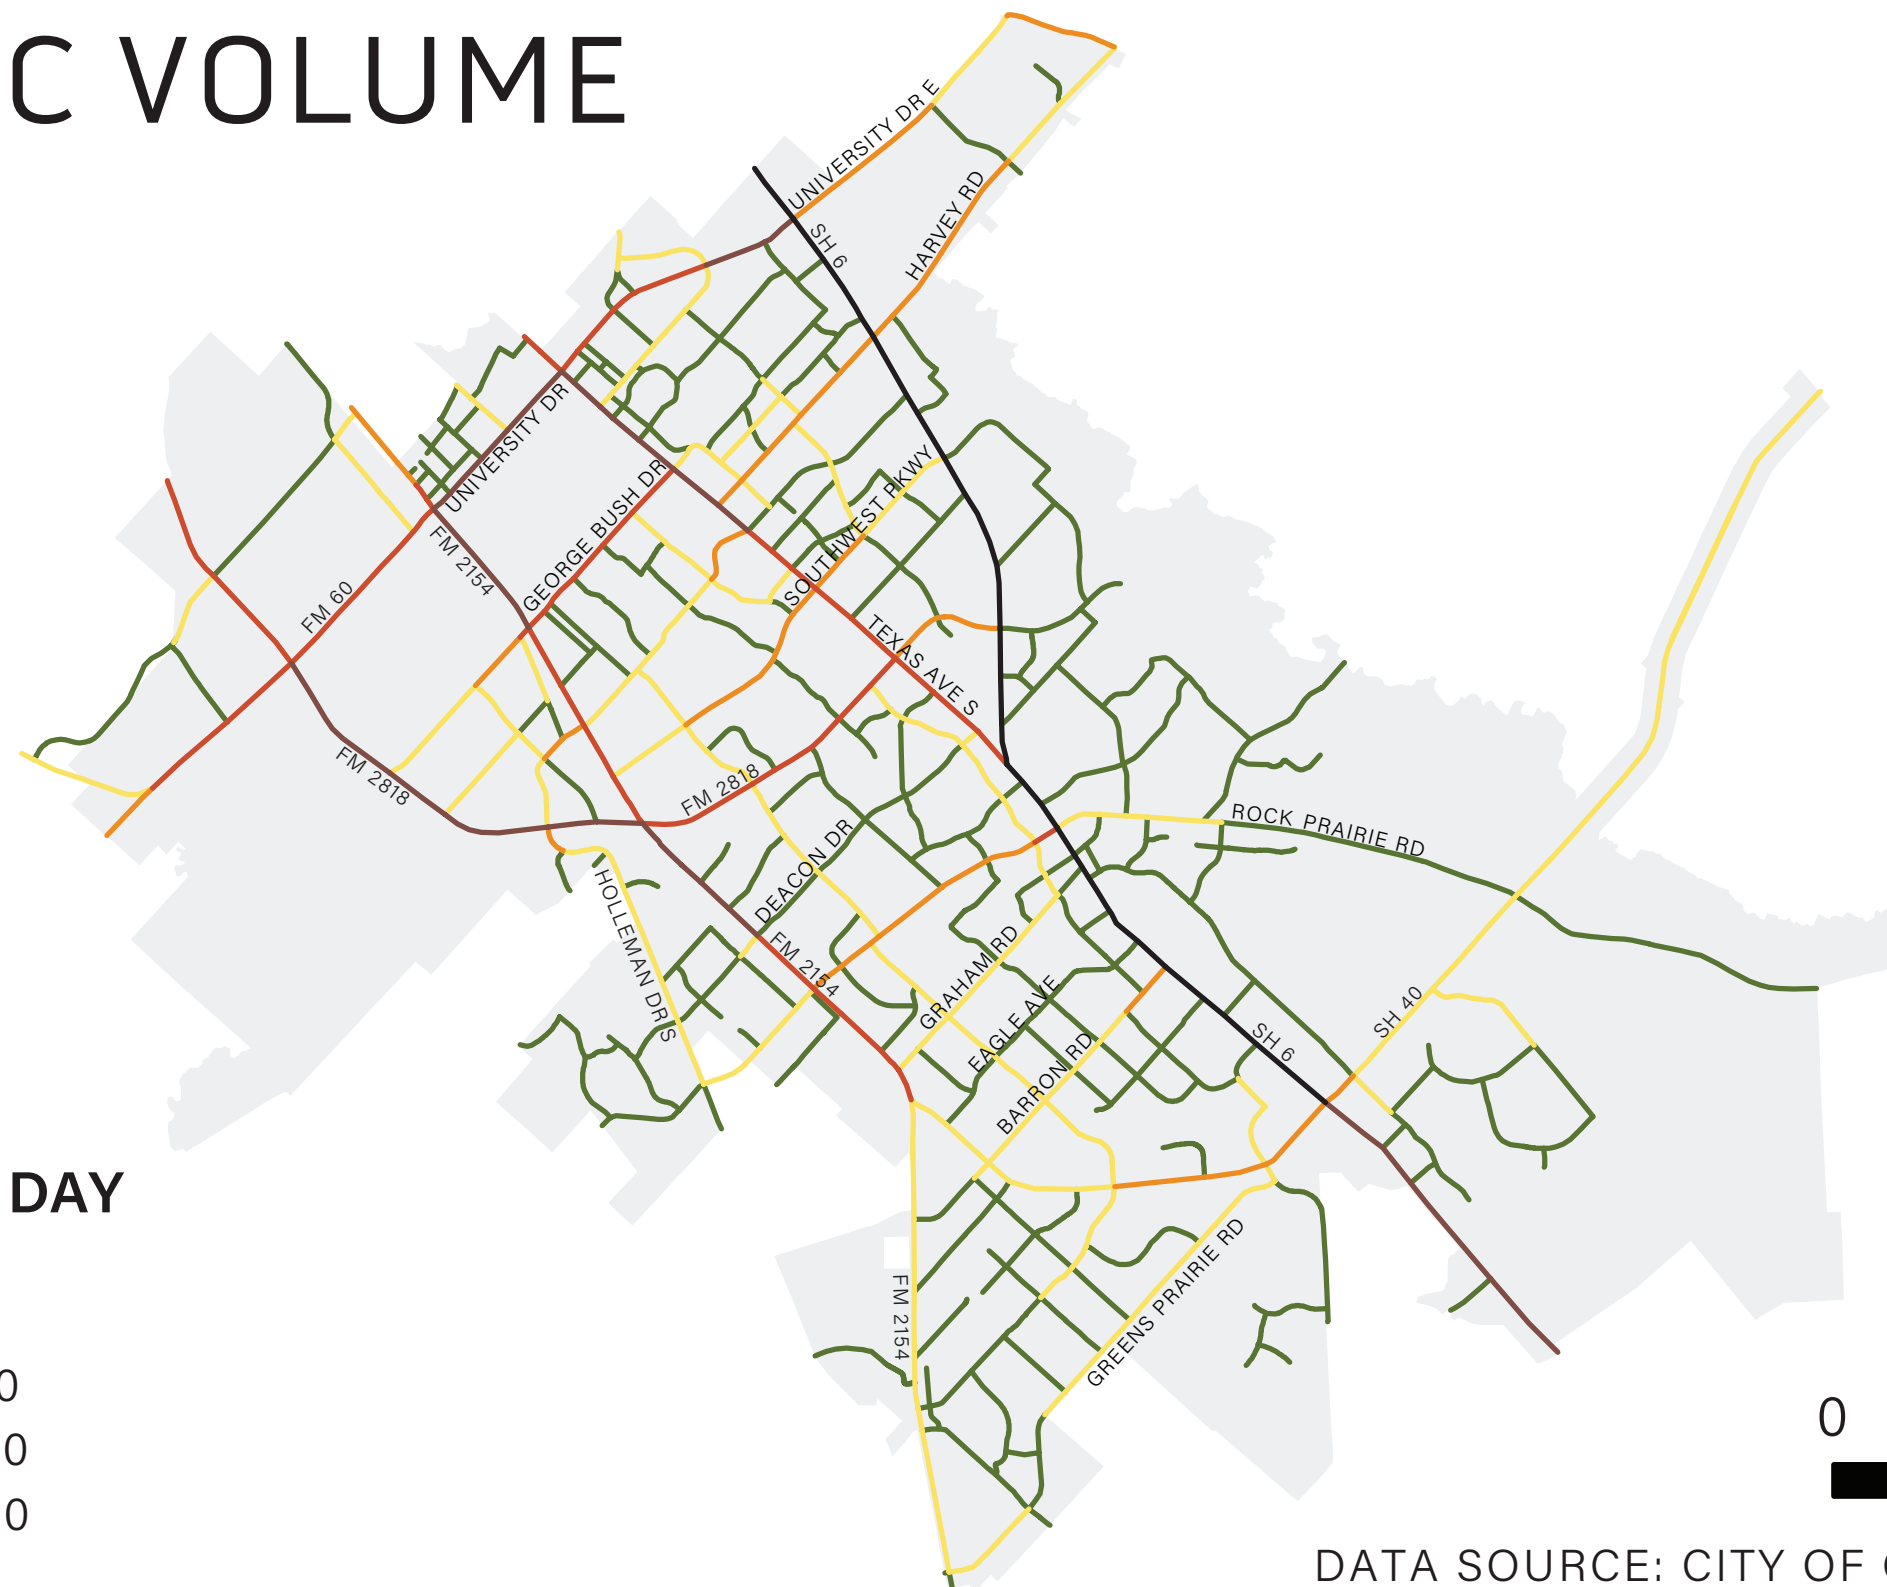 C VOLUME
UNIVERSITY DR E
SH 6
HARVEY RD
UNIVERSITY DR
GEORGE BUSH DR
SOUTHWEST PKWY
FM 2154
FM 60
TEXAS AVE S
FM 2818
FM 2818
ROCK PRAIRIE RD
DEACON DR
HOLLEMAN DR S
FM 2154
GRAHAM RD
EAGLE AVE
BARRON RD
SH 40
SH 6
DAY
GREENS PRAIRIE RD
FM 2154
0
0
0
0
DATA SOURCE: CITY OF